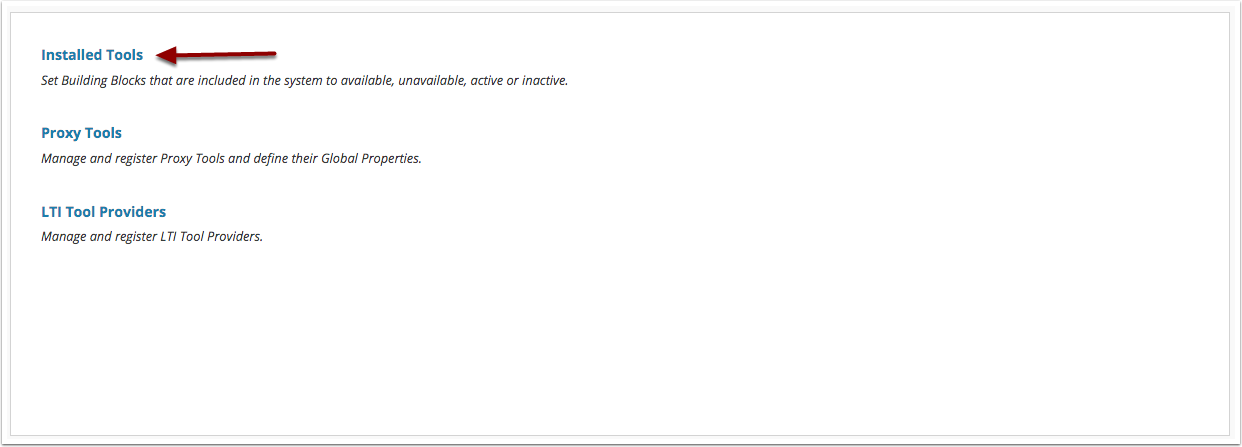 Installed Tools
Set Building Blocks that are included in the system to available, unavailable, active or inactive.
Proxy Tools
Manage and register Proxy Tools and define their Global Properties.
LTI Tool Providers
Manage and register LTI Tool Providers.